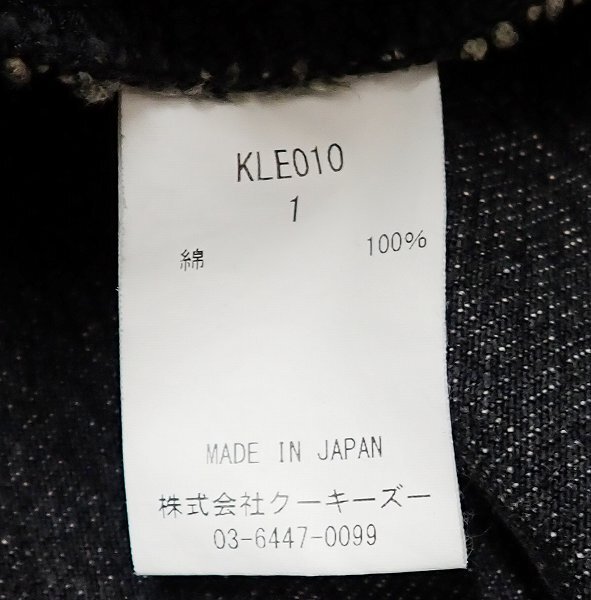 KLE010
1
綿 100%
MADE IN JAPAN
株式会社クーキーズー
03-6447-0099